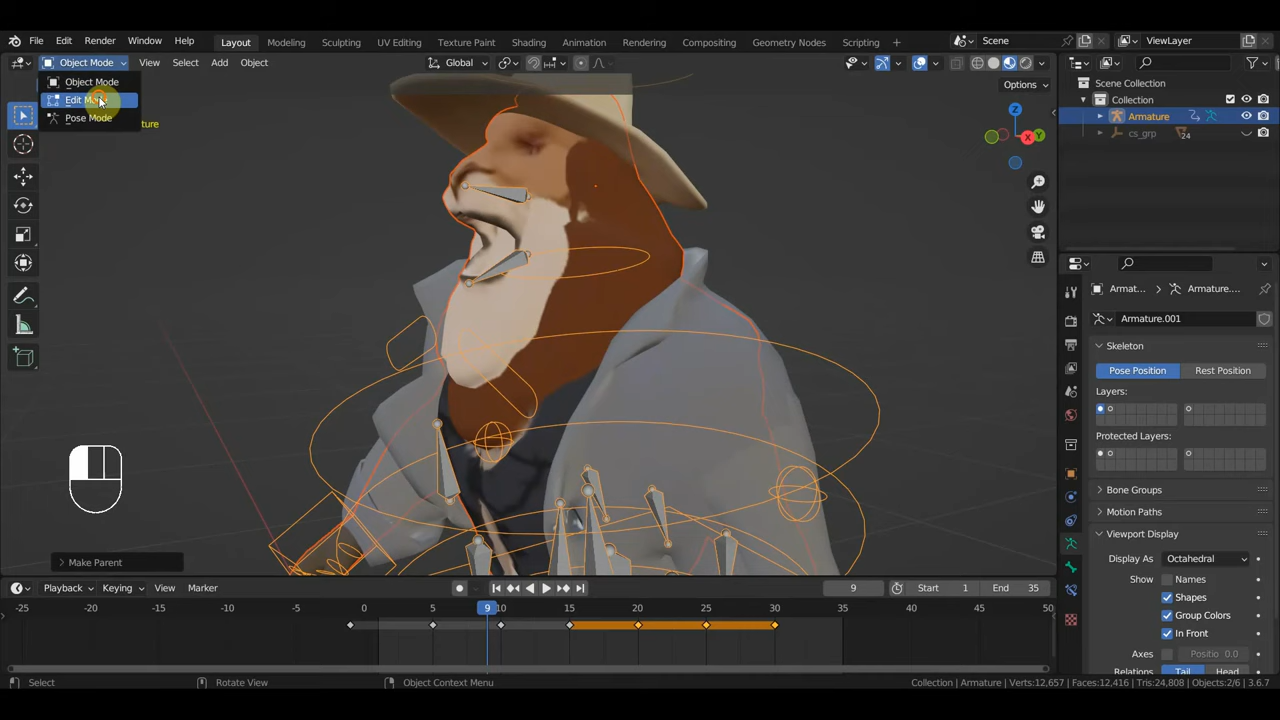 File Edit Render Window Help Layout Modeling Sculpting UV Editing Texture Paint Shading Animation Rendering Compositing Geometry Nodes Scripting + Scene ViewLayer
Object Mode View Select Add Object Global
Options
Object Mode
Edit
Pose Mode
Z
Y
X
Make Parent
Scene Collection
Collection
Armature
cs_grp 24
Armat... > Armature....
Armature.001
Skeleton
Pose Position Rest Position
Layers:
Protected Layers:
Bone Groups
Motion Paths
Viewport Display
Display As Octahedral
Show Names
Shapes
Group Colors
In Front
Axes Positio 0.0
Relations Tail Head
Playback Keying View Marker 9 Start 1 End 35
-25 -20 -15 -10 -5 0 5 9 10 15 20 25 30 35 40 45 50
Select Rotate View Object Context Menu Collection | Armature | Verts:12,657 | Faces:12,416 | Tris:24,808 | Objects:2/6 | 3.6.7